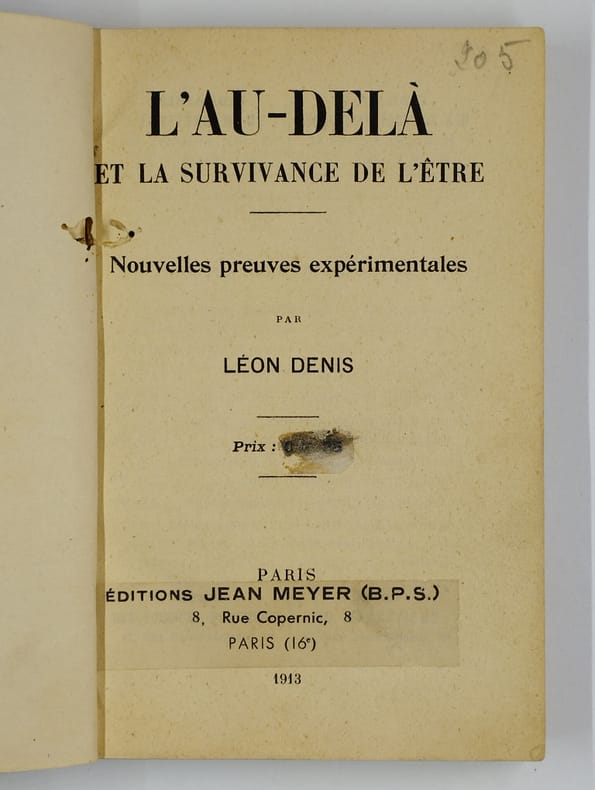 205
L'AU-DELÀ
ET LA SURVIVANCE DE L'ÊTRE
Nouvelles preuves expérimentales
PAR
LÉON DENIS
Prix :
PARIS
ÉDITIONS JEAN MEYER (B.P.S.)
8, Rue Copernic, 8
PARIS (16e)
1913